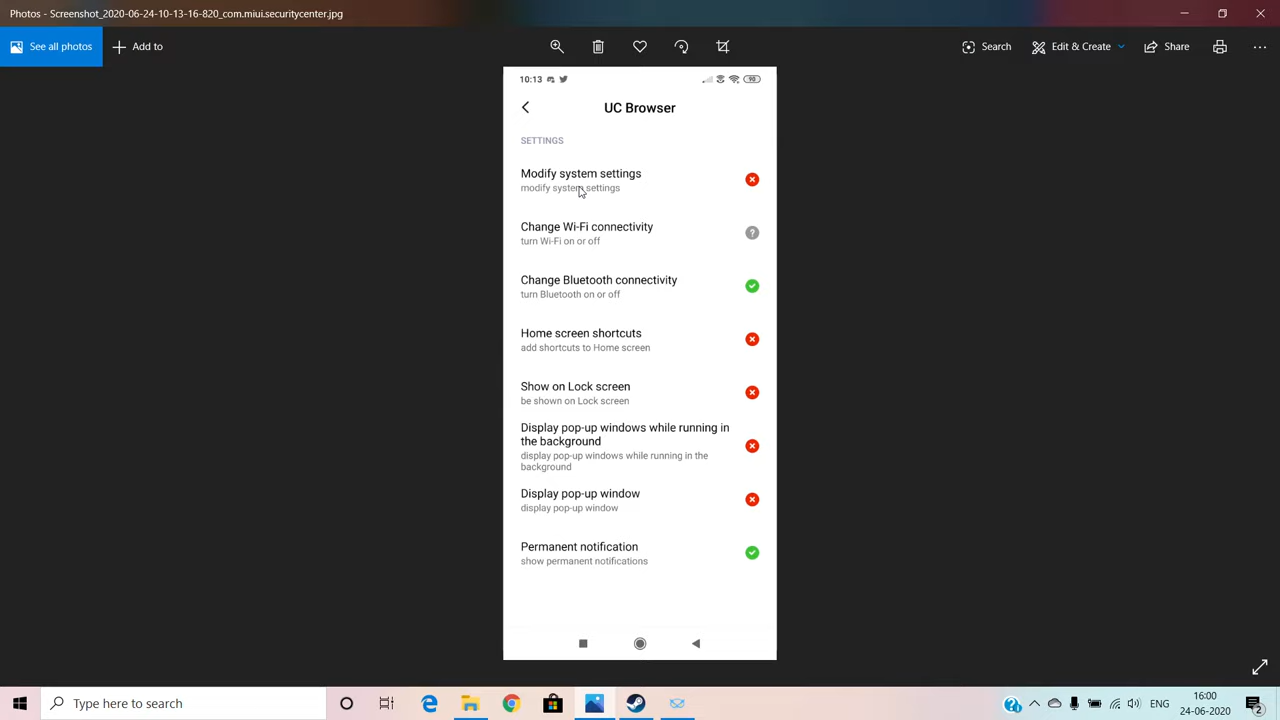 Photos - Screenshot_2020-06-24-10-13-16-820_com.miui.securitycenter.jpg
See all photos
Add to
Search
Edit & Create
Share
10:13
90
UC Browser
SETTINGS
Modify system settings
modify system settings
Change Wi-Fi connectivity
turn Wi-Fi on or off
Change Bluetooth connectivity
turn Bluetooth on or off
Home screen shortcuts
add shortcuts to Home screen
Show on Lock screen
be shown on Lock screen
Display pop-up windows while running in
the background
display pop-up windows while running in the
background
Display pop-up window
display pop-up window
Permanent notification
show permanent notifications
Type here to search
ENG
16:00
24-06-2020
2